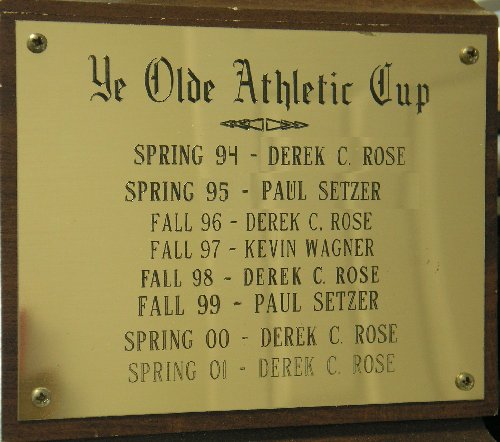 Ye Olde Athletic Cup
SPRING 94 - DEREK C. ROSE
SPRING 95 - PAUL SETZER
FALL 96 - DEREK C. ROSE
FALL 97 - KEVIN WAGNER
FALL 98 - DEREK C. ROSE
FALL 99 - PAUL SETZER
SPRING 00 - DEREK C. ROSE
SPRING 01 - DEREK C. ROSE